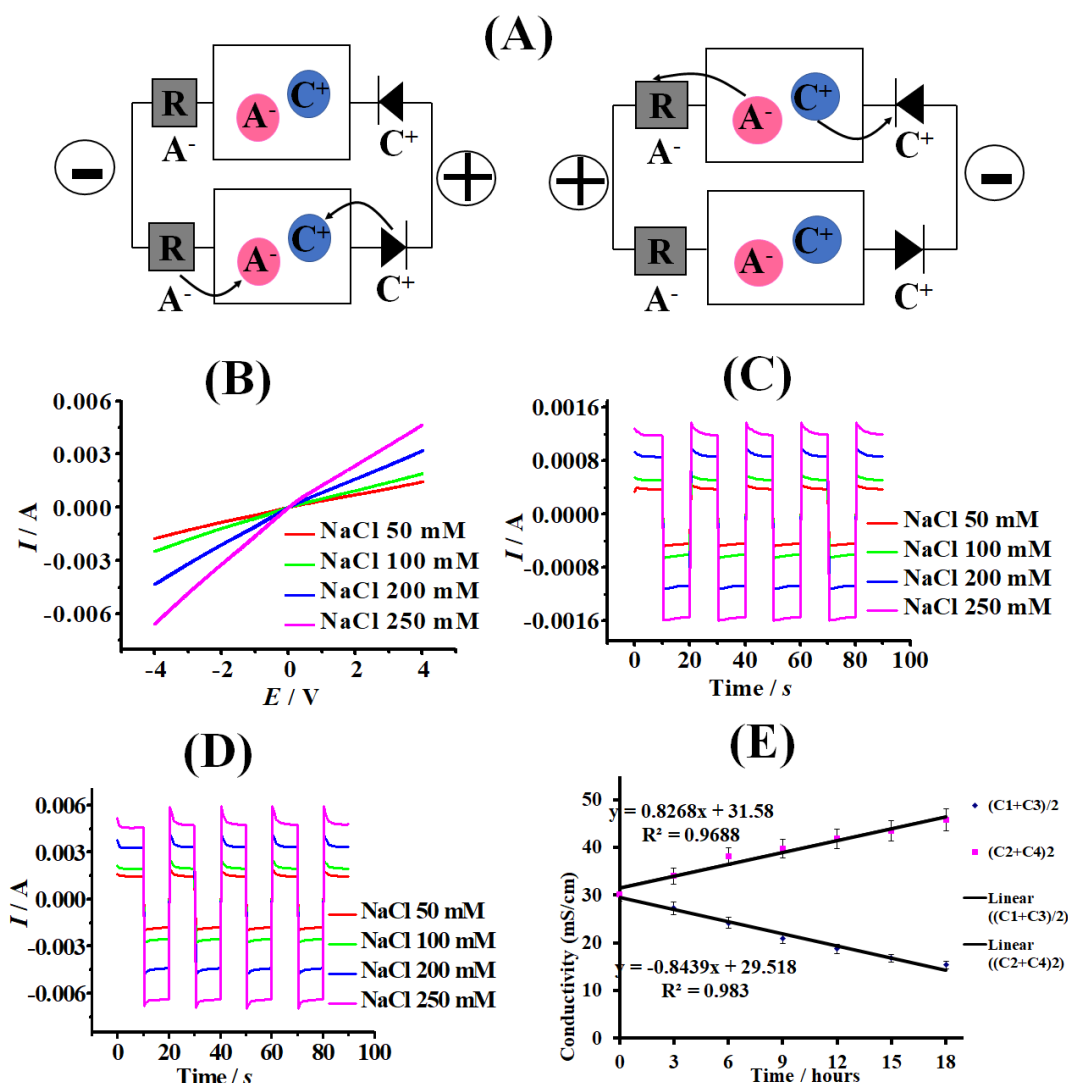 (A)
R
A-
A-
C+
C+
-
+
R
A-
A-
C+
C+
R
A-
A-
C+
C+
+
-
R
A-
A-
C+
C+
(B)
0.006
0.003
0.000
-0.003
-0.006
I / A
-4
-2
0
2
4
E / V
NaCl 50 mM
NaCl 100 mM
NaCl 200 mM
NaCl 250 mM
(C)
0.0016
0.0008
0.0000
-0.0008
-0.0016
I / A
0
20
40
60
80
100
Time / s
NaCl 50 mM
NaCl 100 mM
NaCl 200 mM
NaCl 250 mM
(D)
0.006
0.003
0.000
-0.003
-0.006
I / A
0
20
40
60
80
100
Time / s
NaCl 50 mM
NaCl 100 mM
NaCl 200 mM
NaCl 250 mM
(E)
50
40
30
20
10
0
Conductivity (mS/cm)
0
3
6
9
12
15
18
Time / hours
y = 0.8268x + 31.58
R² = 0.9688
y = -0.8439x + 29.518
R² = 0.983
(C1+C3)/2
(C2+C4)2
Linear
((C1+C3)/2)
Linear
((C2+C4)2)